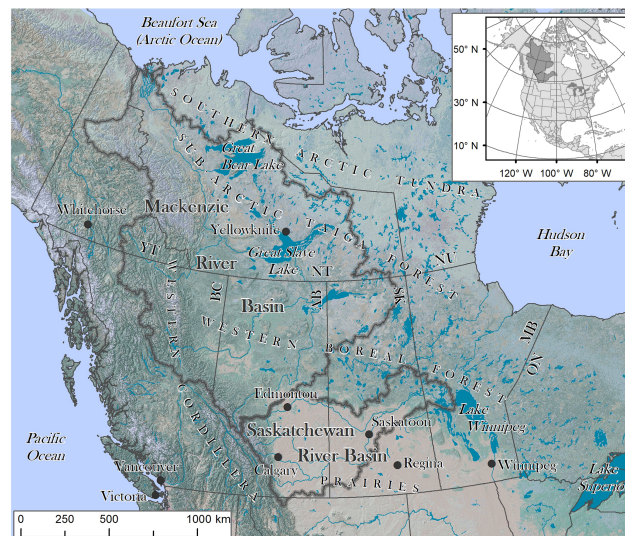 Beaufort Sea
(Arctic Ocean)
50° N
30° N
10° N
120° W 100° W 80° W
SOUTHERN ARCTIC TUNDRA
SUB ARCTIC TAIGA FOREST
Great
Bear Lake
Whitehorse
Mackenzie
Yellowknife
Great Slave
Lake
Hudson
Bay
YT
River
NT
NU
WESTERN CORDILLERA
BC
Basin
AB
SK
WESTERN BOREAL FOREST
MB
ON
Edmonton
Lake
Winnipeg
Saskatchewan
River Basin
Saskatoon
Pacific
Ocean
Vancouver
Calgary
Regina
Winnipeg
Lake
Superio
Victoria
PRAIRIES
0 250 500 1000 km